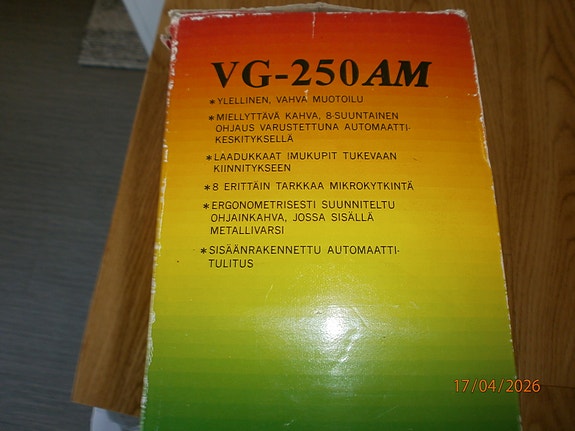 VG-250AM
*YLELLINEN, VAHVA MUOTOILU
*MIELLYTTÄVÄ KAHVA, 8-SUUNTAINEN
OHJAUS VARUSTETTUNA AUTOMAATTI-
KESKITYKSELLÄ
*LAADUKKAAT IMUKUPIT TUKEVAAN
KIINNITYKSEEN
*8 ERITTÄIN TARKKAA MIKROKYTKINTÄ
*ERGONOMETRISESTI SUUNNITELTU
OHJAINKAHVA, JOSSA SISÄLLÄ
METALLIVARSI
*SISÄÄNRAKENNETTU AUTOMAATTI-
TULITUS
17/04/2026